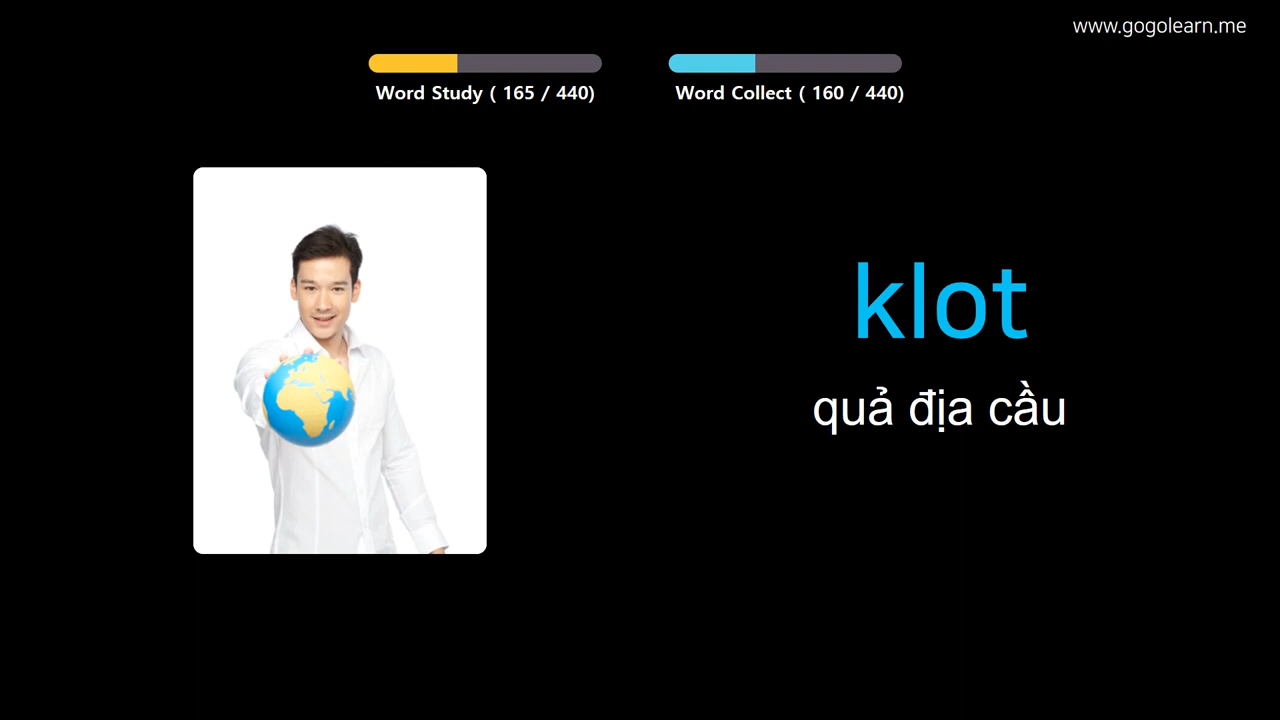 www.gogolearn.me
Word Study ( 165 / 440)
Word Collect ( 160 / 440)
klot
quả địa cầu